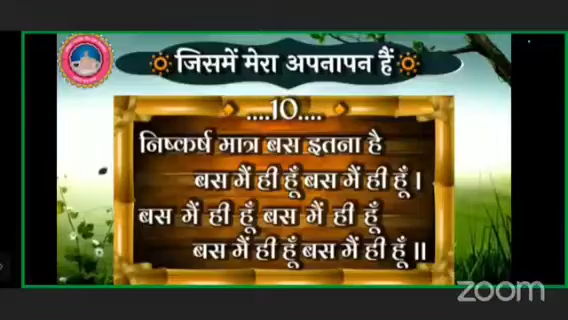 जिसमें मेरा अपनापन हैं
....10....
निष्कर्ष मात्र बस इतना है
बस मैं ही हूँ बस मैं ही हूँ ।
बस मैं ही हूँ बस मैं ही हूँ
बस मैं ही हूँ बस मैं ही हूँ ॥
zoom